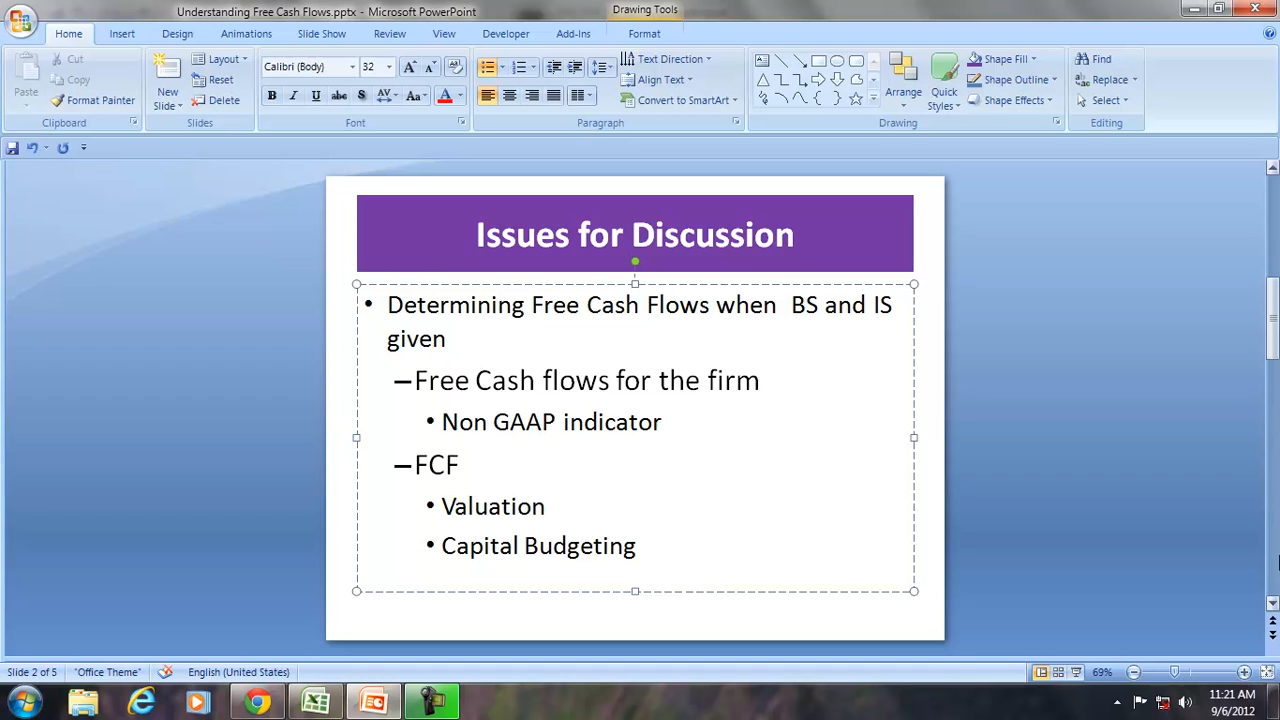 Understanding Free Cash Flows.pptx - Microsoft PowerPoint
Drawing Tools
Home Insert Design Animations Slide Show Review View Developer Add-Ins Format
Paste
Cut
Copy
Format Painter
Clipboard
New Slide
Layout
Reset
Delete
Slides
Calibri (Body) 32
B I U abc S AV Aa A
Font
Text Direction
Align Text
Convert to SmartArt
Paragraph
Arrange
Quick Styles
Shape Fill
Shape Outline
Shape Effects
Drawing
Find
Replace
Select
Editing
Issues for Discussion
• Determining Free Cash Flows when BS and IS
given
–Free Cash flows for the firm
• Non GAAP indicator
–FCF
• Valuation
• Capital Budgeting
Slide 2 of 5 "Office Theme" English (United States) 69%
11:21 AM
9/6/2012